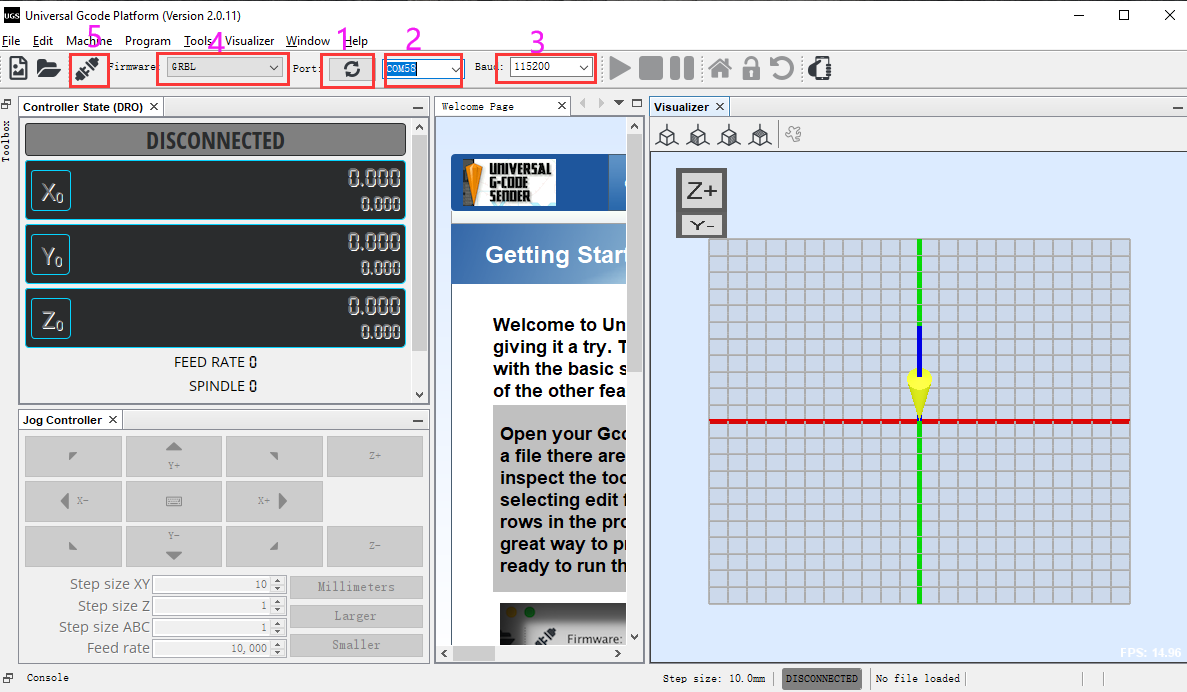 UGS Universal Gcode Platform (Version 2.0.11)
File Edit Machine Program Tools Visualizer Window Help
5 4 1 2 3
Firmware: GRBL Port: COM58 Baud: 115200
Toolbox
Controller State (DRO)
DISCONNECTED
X0 0.000
0.000
Y0 0.000
0.000
Z0 0.000
0.000
FEED RATE 0
SPINDLE 0
Jog Controller
Y+
Z+
X-
X+
Y-
Z-
Step size XY 10 Millimeters
Step size Z 1
Larger
Step size ABC 1
Feed rate 10,000 Smaller
Welcome Page
UNIVERSAL
G-CODE
SENDER
Getting Start
Welcome to Un
giving it a try. T
with the basic s
of the other fea
Open your Gco
a file there are
inspect the too
selecting edit
rows in the pro
great way to p
ready to run th
Firmware:
Visualizer
Z+
Y-
FPS: 14.96
Console
Step size: 10.0mm DISCONNECTED No file loaded